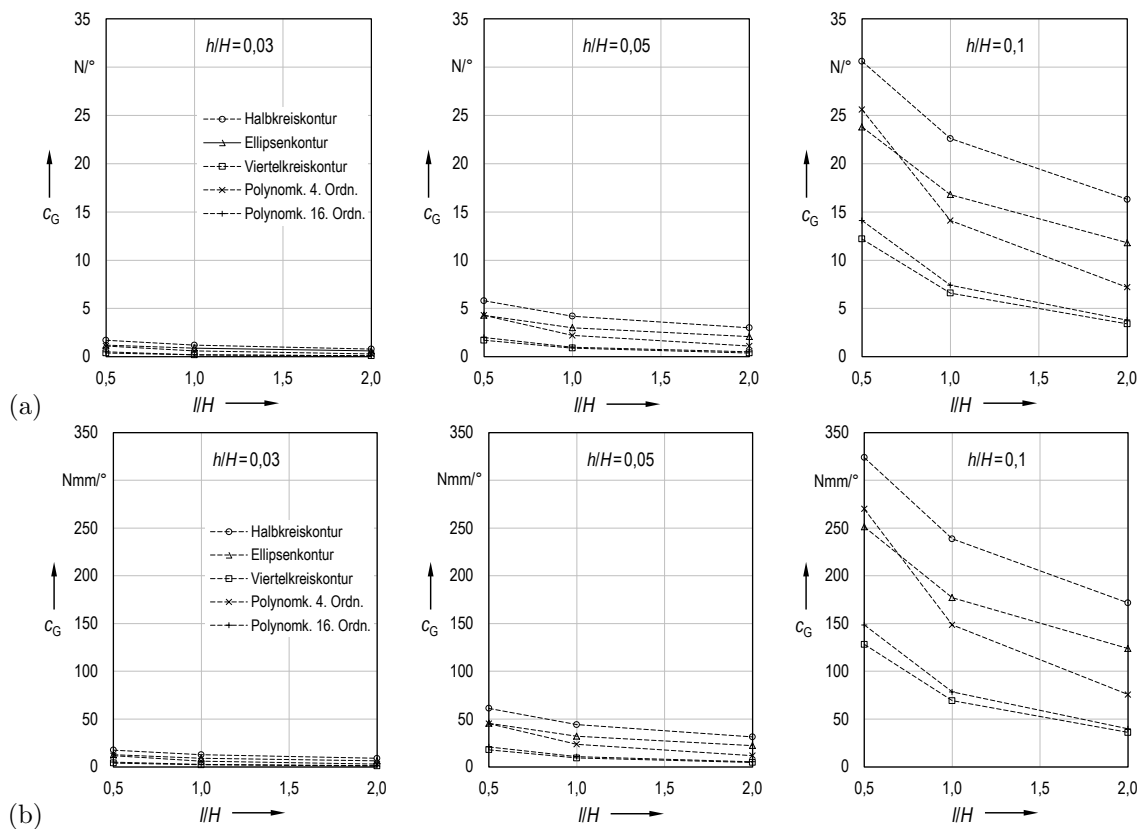 35
h/H=0,03
N/°
25
20
15
10
5
0
c_G
Halbkreiskontur
Ellipsenkontur
Viertelkreiskontur
Polynomk. 4. Ordn.
Polynomk. 16. Ordn.
0,5 1,0 1,5 2,0
l/H
35
h/H=0,05
N/°
25
20
15
10
5
0
c_G
0,5 1,0 1,5 2,0
l/H
35
h/H=0,1
N/°
25
20
15
10
5
0
c_G
0,5 1,0 1,5 2,0
l/H
(a)
350
h/H=0,03
Nmm/°
250
200
150
100
50
0
c_G
Halbkreiskontur
Ellipsenkontur
Viertelkreiskontur
Polynomk. 4. Ordn.
Polynomk. 16. Ordn.
0,5 1,0 1,5 2,0
l/H
350
h/H=0,05
Nmm/°
250
200
150
100
50
0
c_G
0,5 1,0 1,5 2,0
l/H
350
h/H=0,1
Nmm/°
250
200
150
100
50
0
c_G
0,5 1,0 1,5 2,0
l/H
(b)